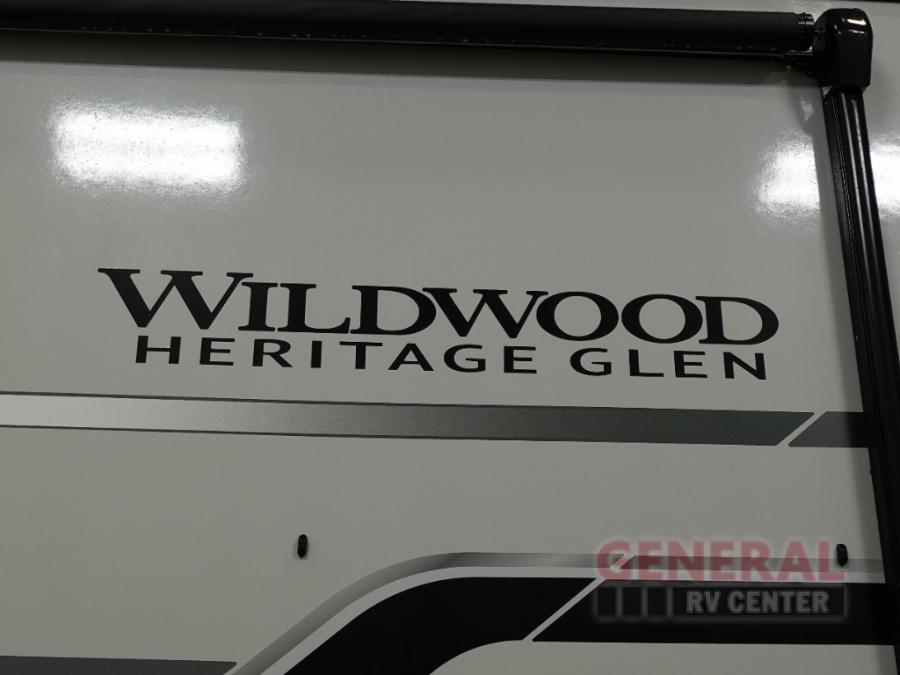 WILDWOOD
HERITAGE GLEN
GENERAL
RV CENTER